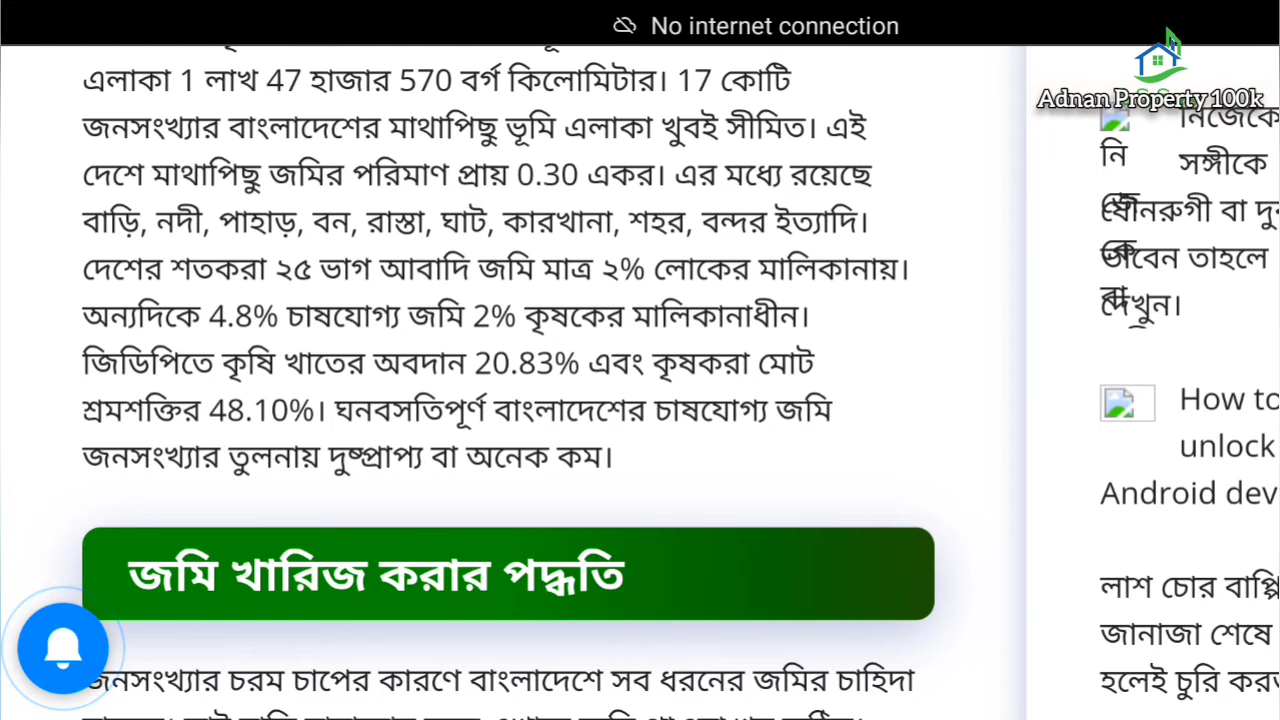 No internet connection
Adnan Property 100k
এলাকা 1 লাখ 47 হাজার 570 বর্গ কিলোমিটার। 17 কোটি
জনসংখ্যার বাংলাদেশের মাথাপিছু ভূমি এলাকা খুবই সীমিত। এই
দেশে মাথাপিছু জমির পরিমাণ প্রায় 0.30 একর। এর মধ্যে রয়েছে
বাড়ি, নদী, পাহাড়, বন, রাস্তা, ঘাট, কারখানা, শহর, বন্দর ইত্যাদি।
দেশের শতকরা ২৫ ভাগ আবাদি জমি মাত্র ২% লোকের মালিকানায়।
অন্যদিকে 4.8% চাষযোগ্য জমি 2% কৃষকের মালিকানাধীন।
জিডিপিতে কৃষি খাতের অবদান 20.83% এবং কৃষকরা মোট
শ্রমশক্তির 48.10%। ঘনবসতিপূর্ণ বাংলাদেশের চাষযোগ্য জমি
জনসংখ্যার তুলনায় দুষ্প্রাপ্য বা অনেক কম।
জমি খারিজ করার পদ্ধতি
জনসংখ্যার চরম চাপের কারণে বাংলাদেশে সব ধরনের জমির চাহিদা
নিজেকে
সঙ্গীকে
যৌনরুগী বা
ভাবেন তাহলে
দেখুন।
How to
unlock
Android
লাশ চোর
জানাজা শেষে
হলেই চুরি